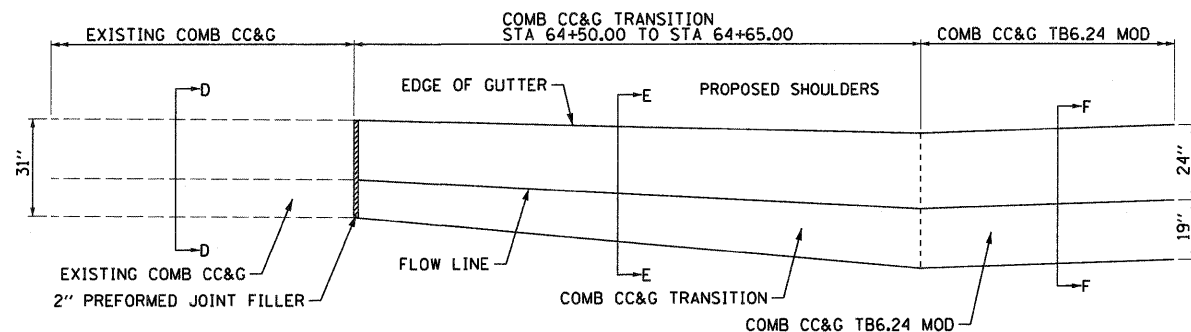 COMB CC&G TRANSITION
EXISTING COMB CC&G
STA 64+50.00 TO STA 64+65.00
COMB CC&G TB6.24 MOD
D
EDGE OF GUTTER
E
PROPOSED SHOULDERS
F
31"
24"
19"
D
EXISTING COMB CC&G
FLOW LINE
E
F
2" PREFORMED JOINT FILLER
COMB CC&G TRANSITION
COMB CC&G TB6.24 MOD